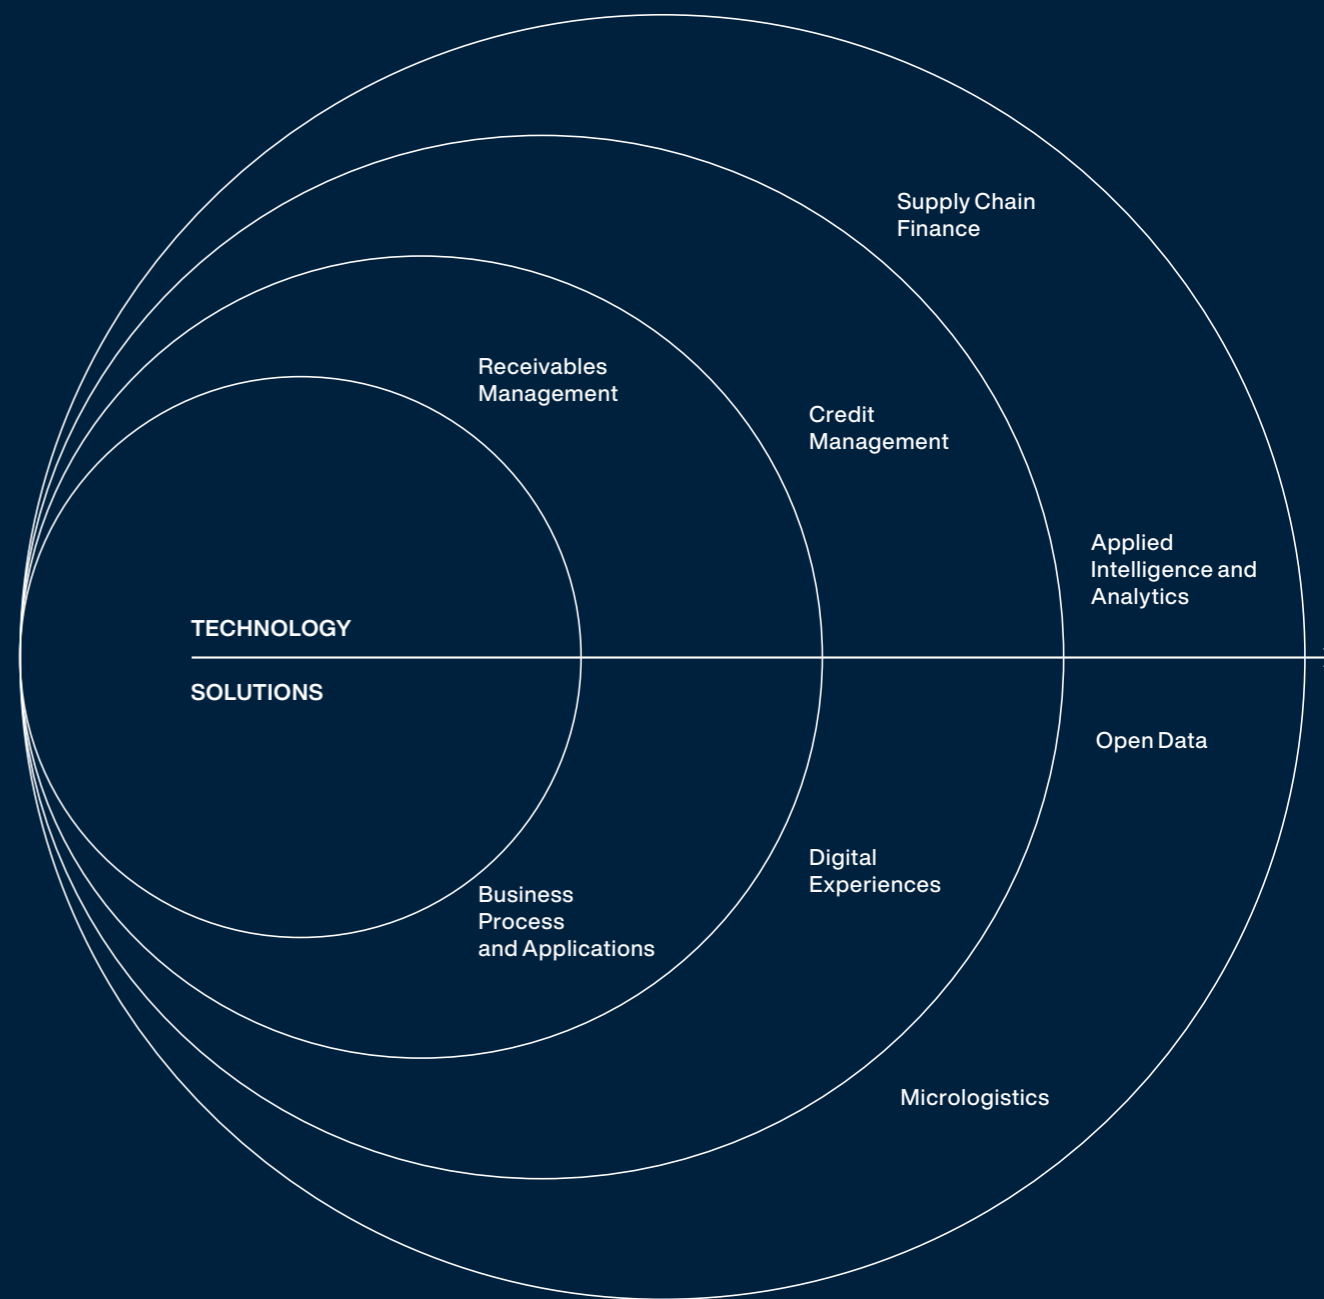 Supply Chain
Finance
Receivables
Management
Credit
Management
Applied
Intelligence and
Analytics
TECHNOLOGY
SOLUTIONS
Open Data
Digital
Experiences
Business
Process
and Applications
Micrologistics